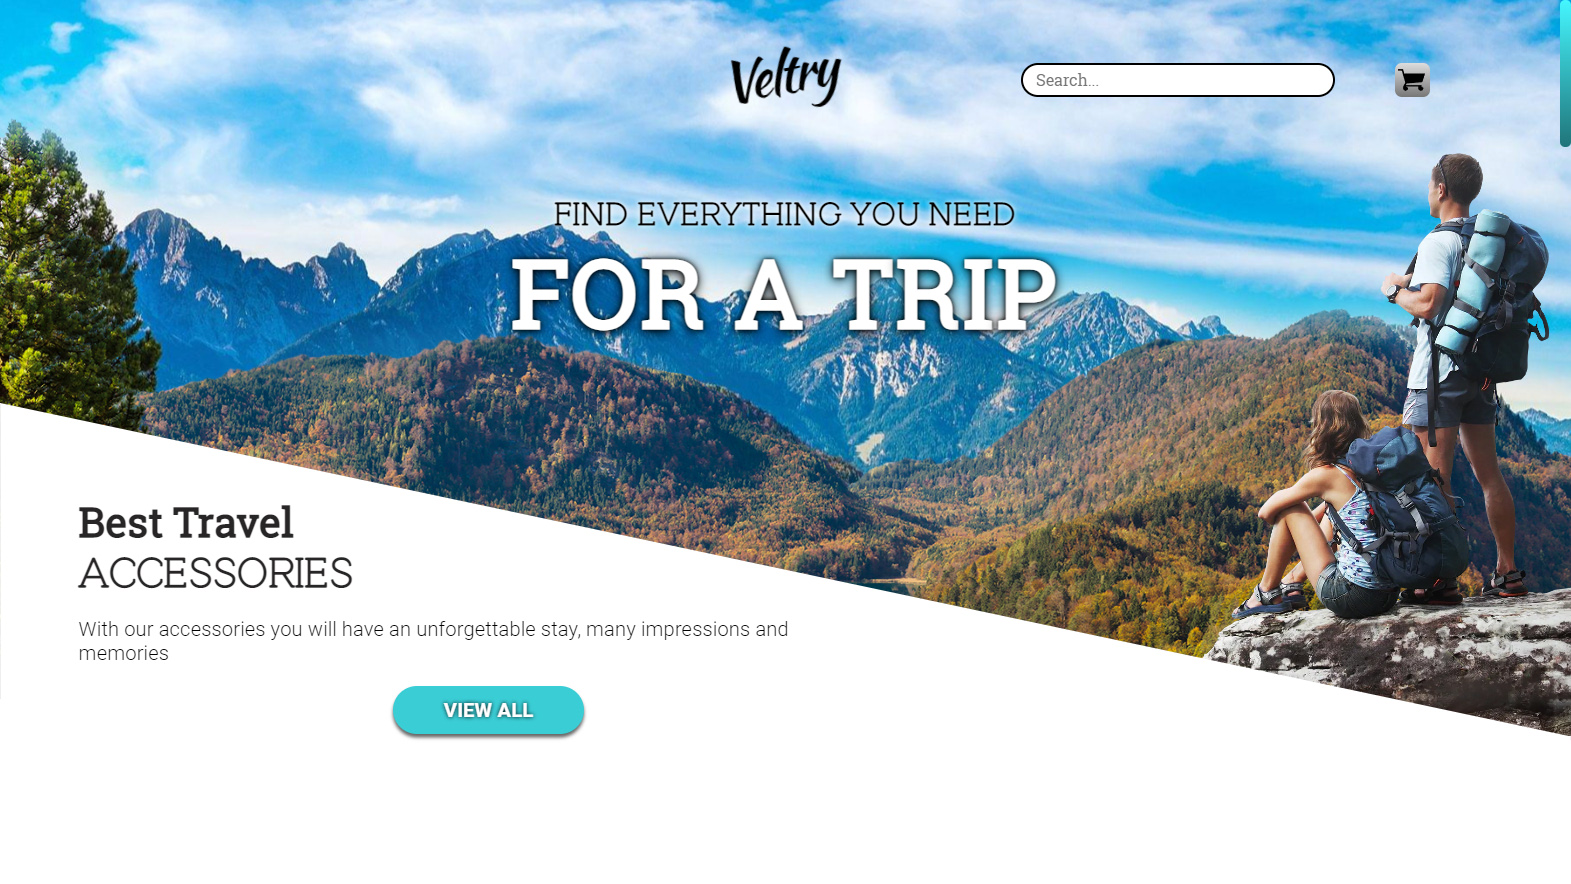 Veltry
Search...
FIND EVERYTHING YOU NEED
FOR A TRIP
Best Travel
ACCESSORIES
With our accessories you will have an unforgettable stay, many impressions and
memories
VIEW ALL